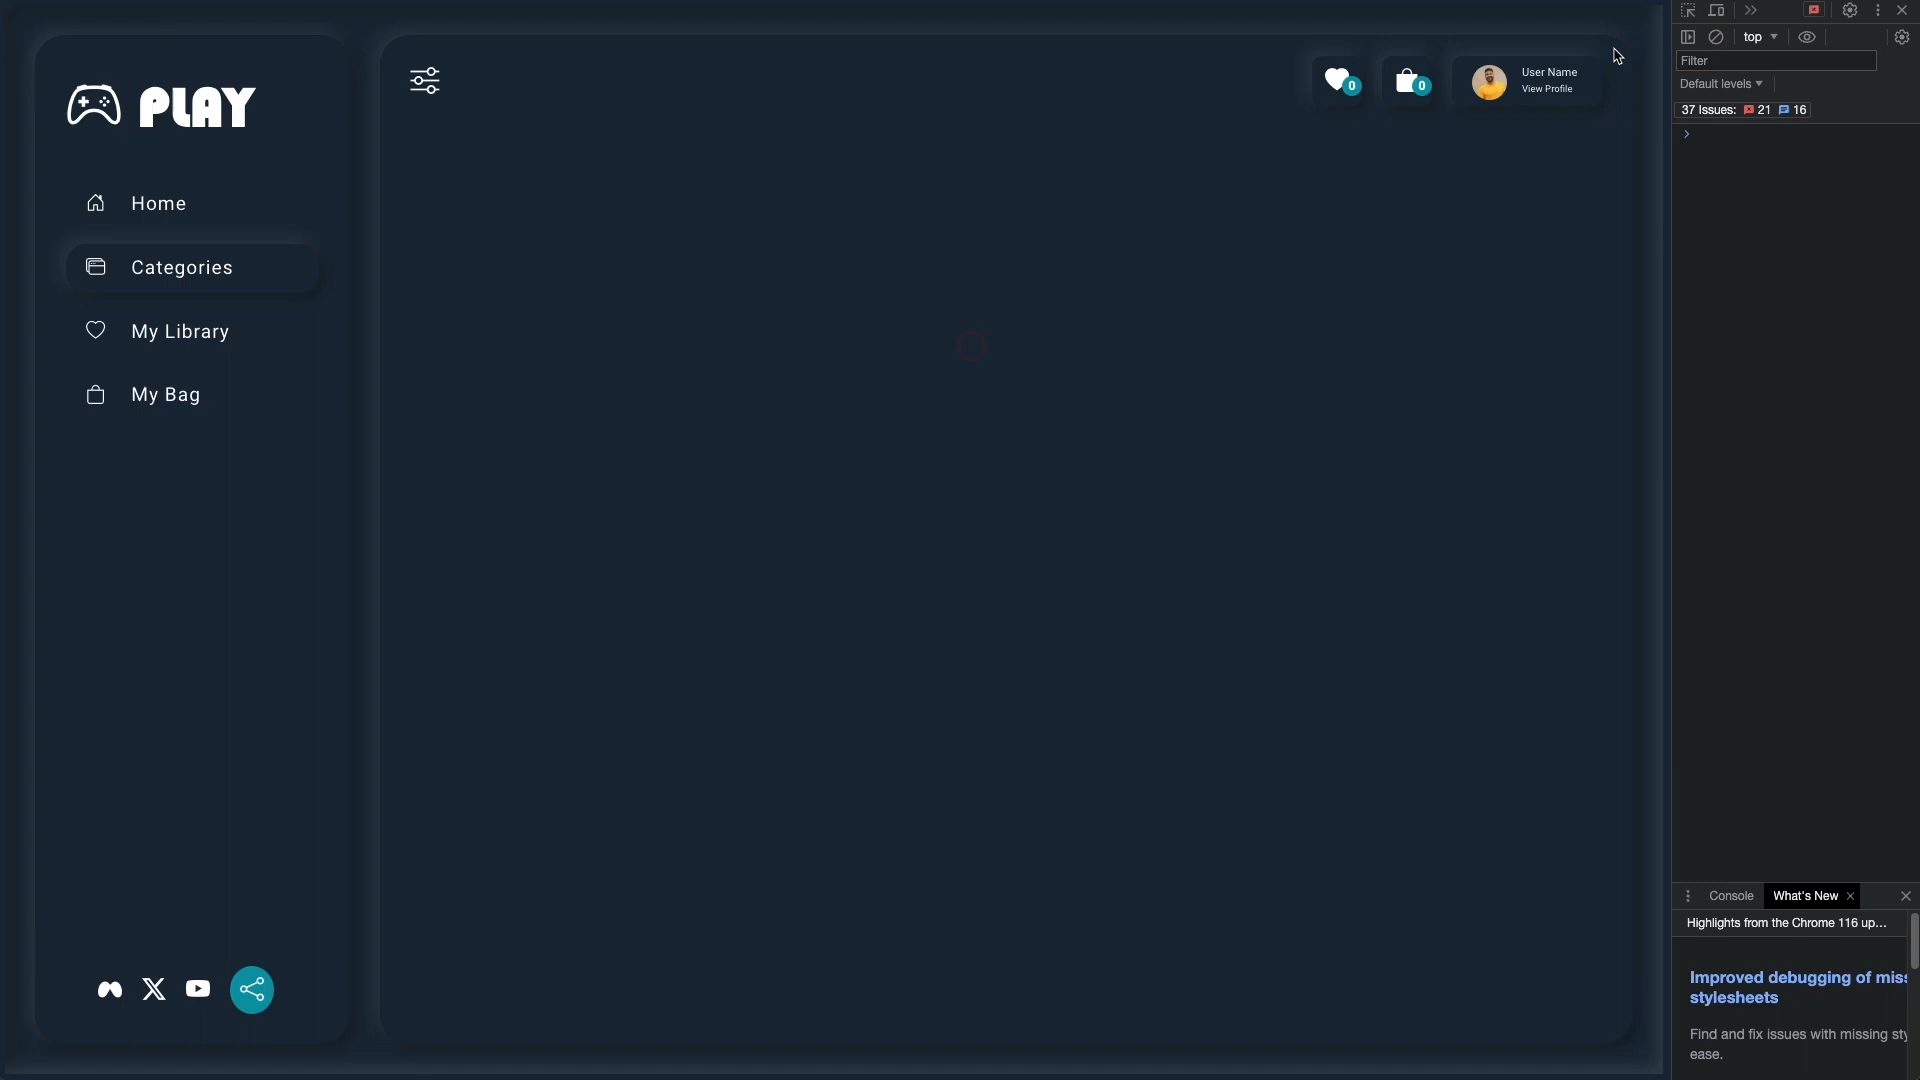 PLAY
Home
Categories
My Library
My Bag
0
0
User Name
View Profile
top
Filter
Default levels
37 Issues: 21 16
Console
What's New
Highlights from the Chrome 116 up...
Improved debugging of miss
stylesheets
Find and fix issues with missing sty
ease.